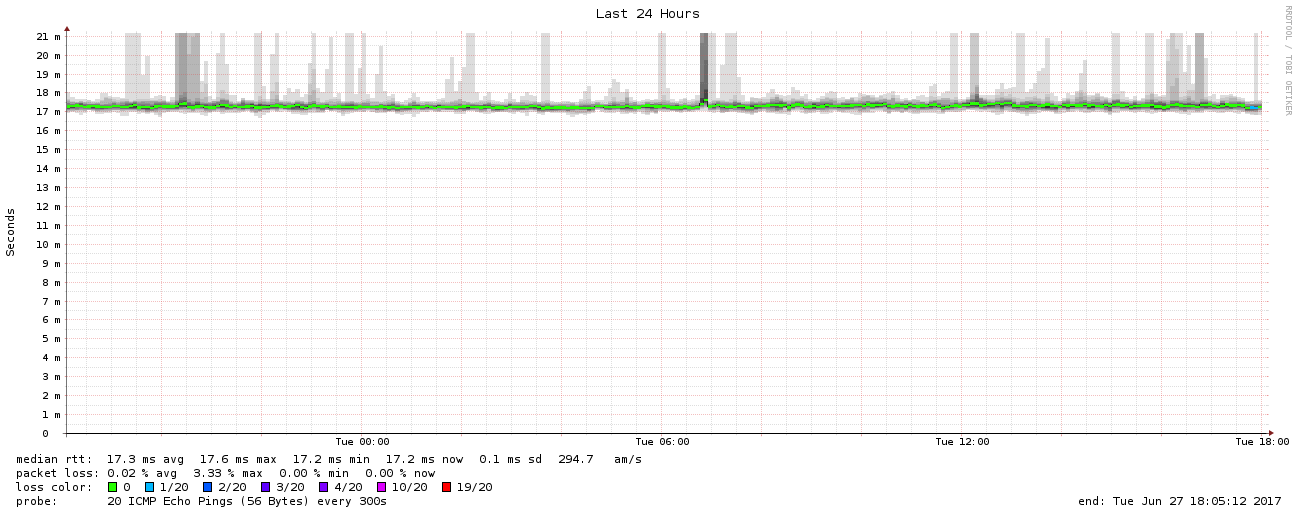 Last 24 Hours
RRDTOOL / TOBI OETIKER
Seconds
21 m
20 m
19 m
18 m
17 m
16 m
15 m
14 m
13 m
12 m
11 m
10 m
9 m
8 m
7 m
6 m
5 m
4 m
3 m
2 m
1 m
0
Tue 00:00 Tue 06:00 Tue 12:00 Tue 18:00
median rtt: 17.3 ms avg 17.6 ms max 17.2 ms min 17.2 ms now 0.1 ms sd 294.7 am/s
packet loss: 0.02 % avg 3.33 % max 0.00 % min 0.00 % now
loss color: 0 1/20 2/20 3/20 4/20 10/20 19/20
probe: 20 ICMP Echo Pings (56 Bytes) every 300s end: Tue Jun 27 18:05:12 2017